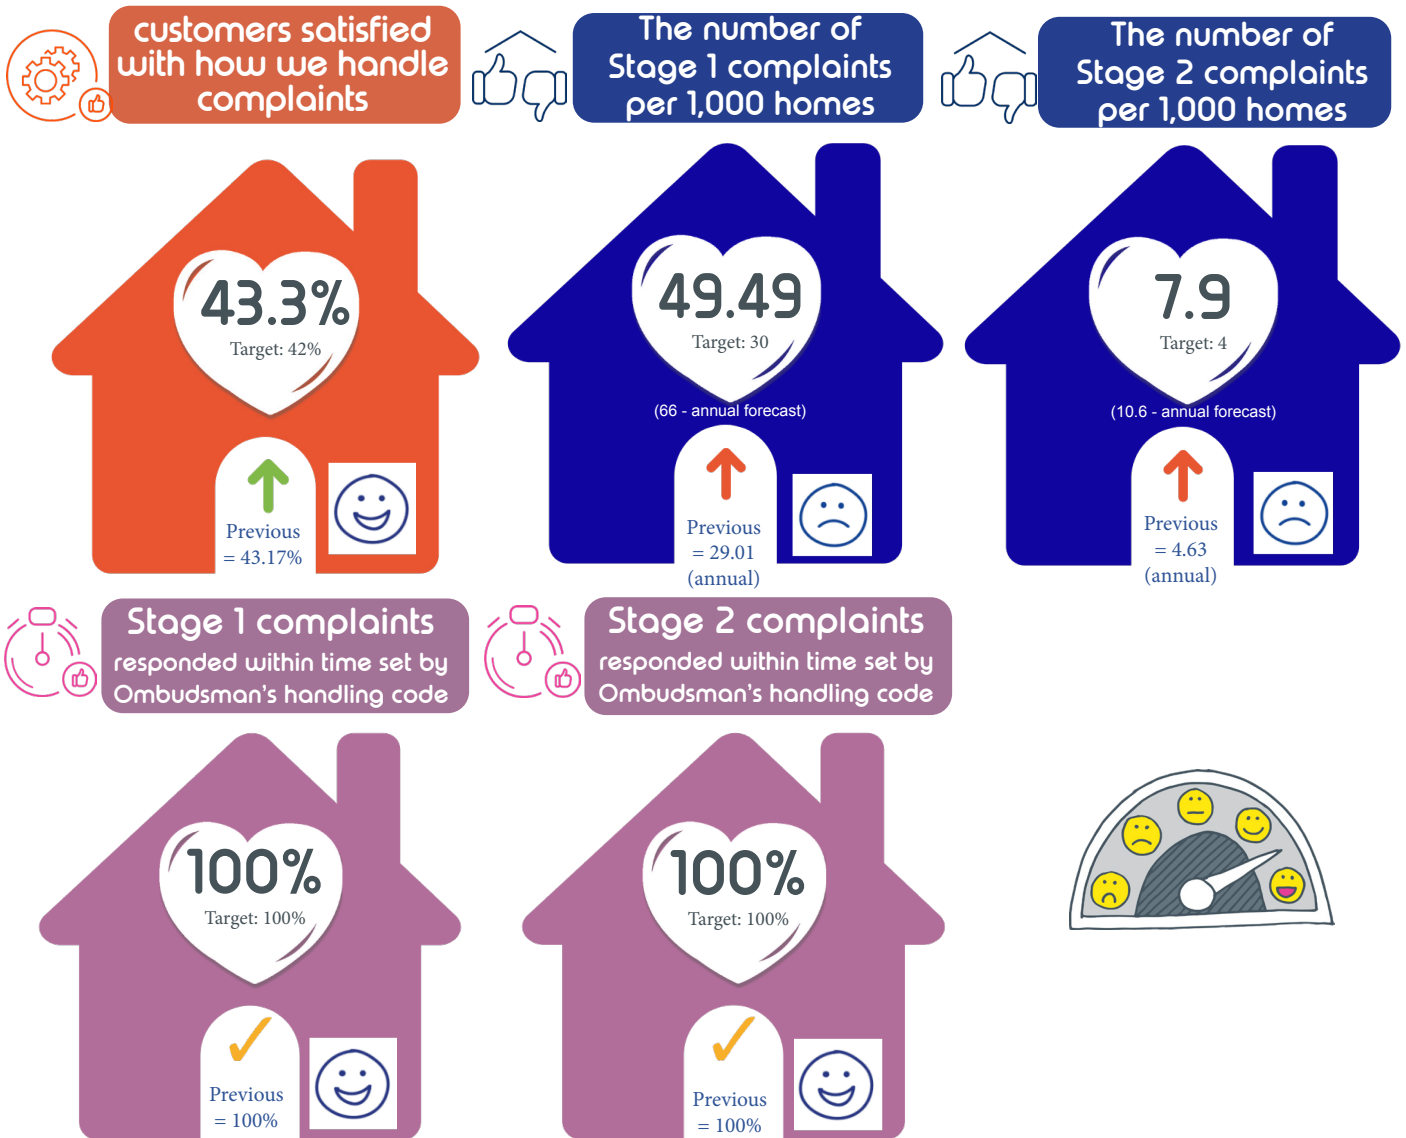 customers satisfied
with how we handle
complaints
The number of
Stage 1 complaints
per 1,000 homes
The number of
Stage 2 complaints
per 1,000 homes
43.3%
Target: 42%
Previous
= 43.17%
49.49
Target: 30
(66 - annual forecast)
Previous
= 29.01
(annual)
7.9
Target: 4
(10.6 - annual forecast)
Previous
= 4.63
(annual)
Stage 1 complaints
responded within time set by
Ombudsman's handling code
Stage 2 complaints
responded within time set by
Ombudsman's handling code
100%
Target: 100%
Previous
= 100%
100%
Target: 100%
Previous
= 100%